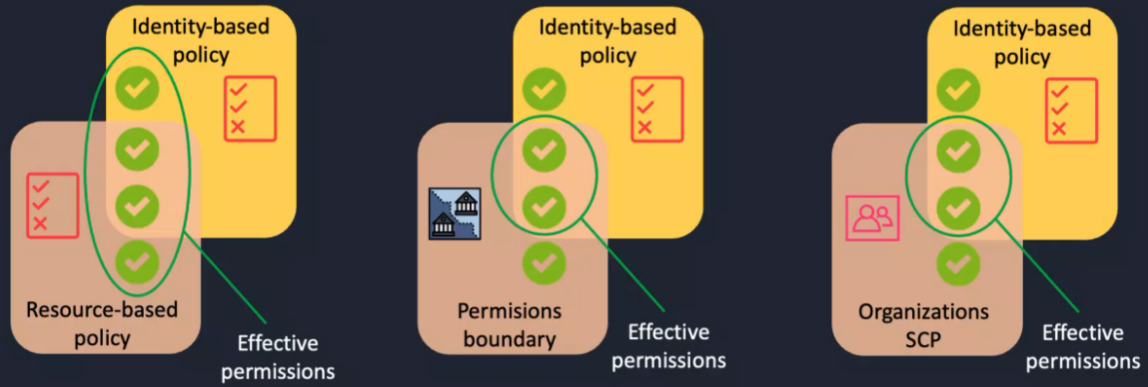 Identity-based
policy
Resource-based
policy
Effective
permissions
Identity-based
policy
Permisions
boundary
Effective
permissions
Identity-based
policy
Organizations
SCP
Effective
permissions